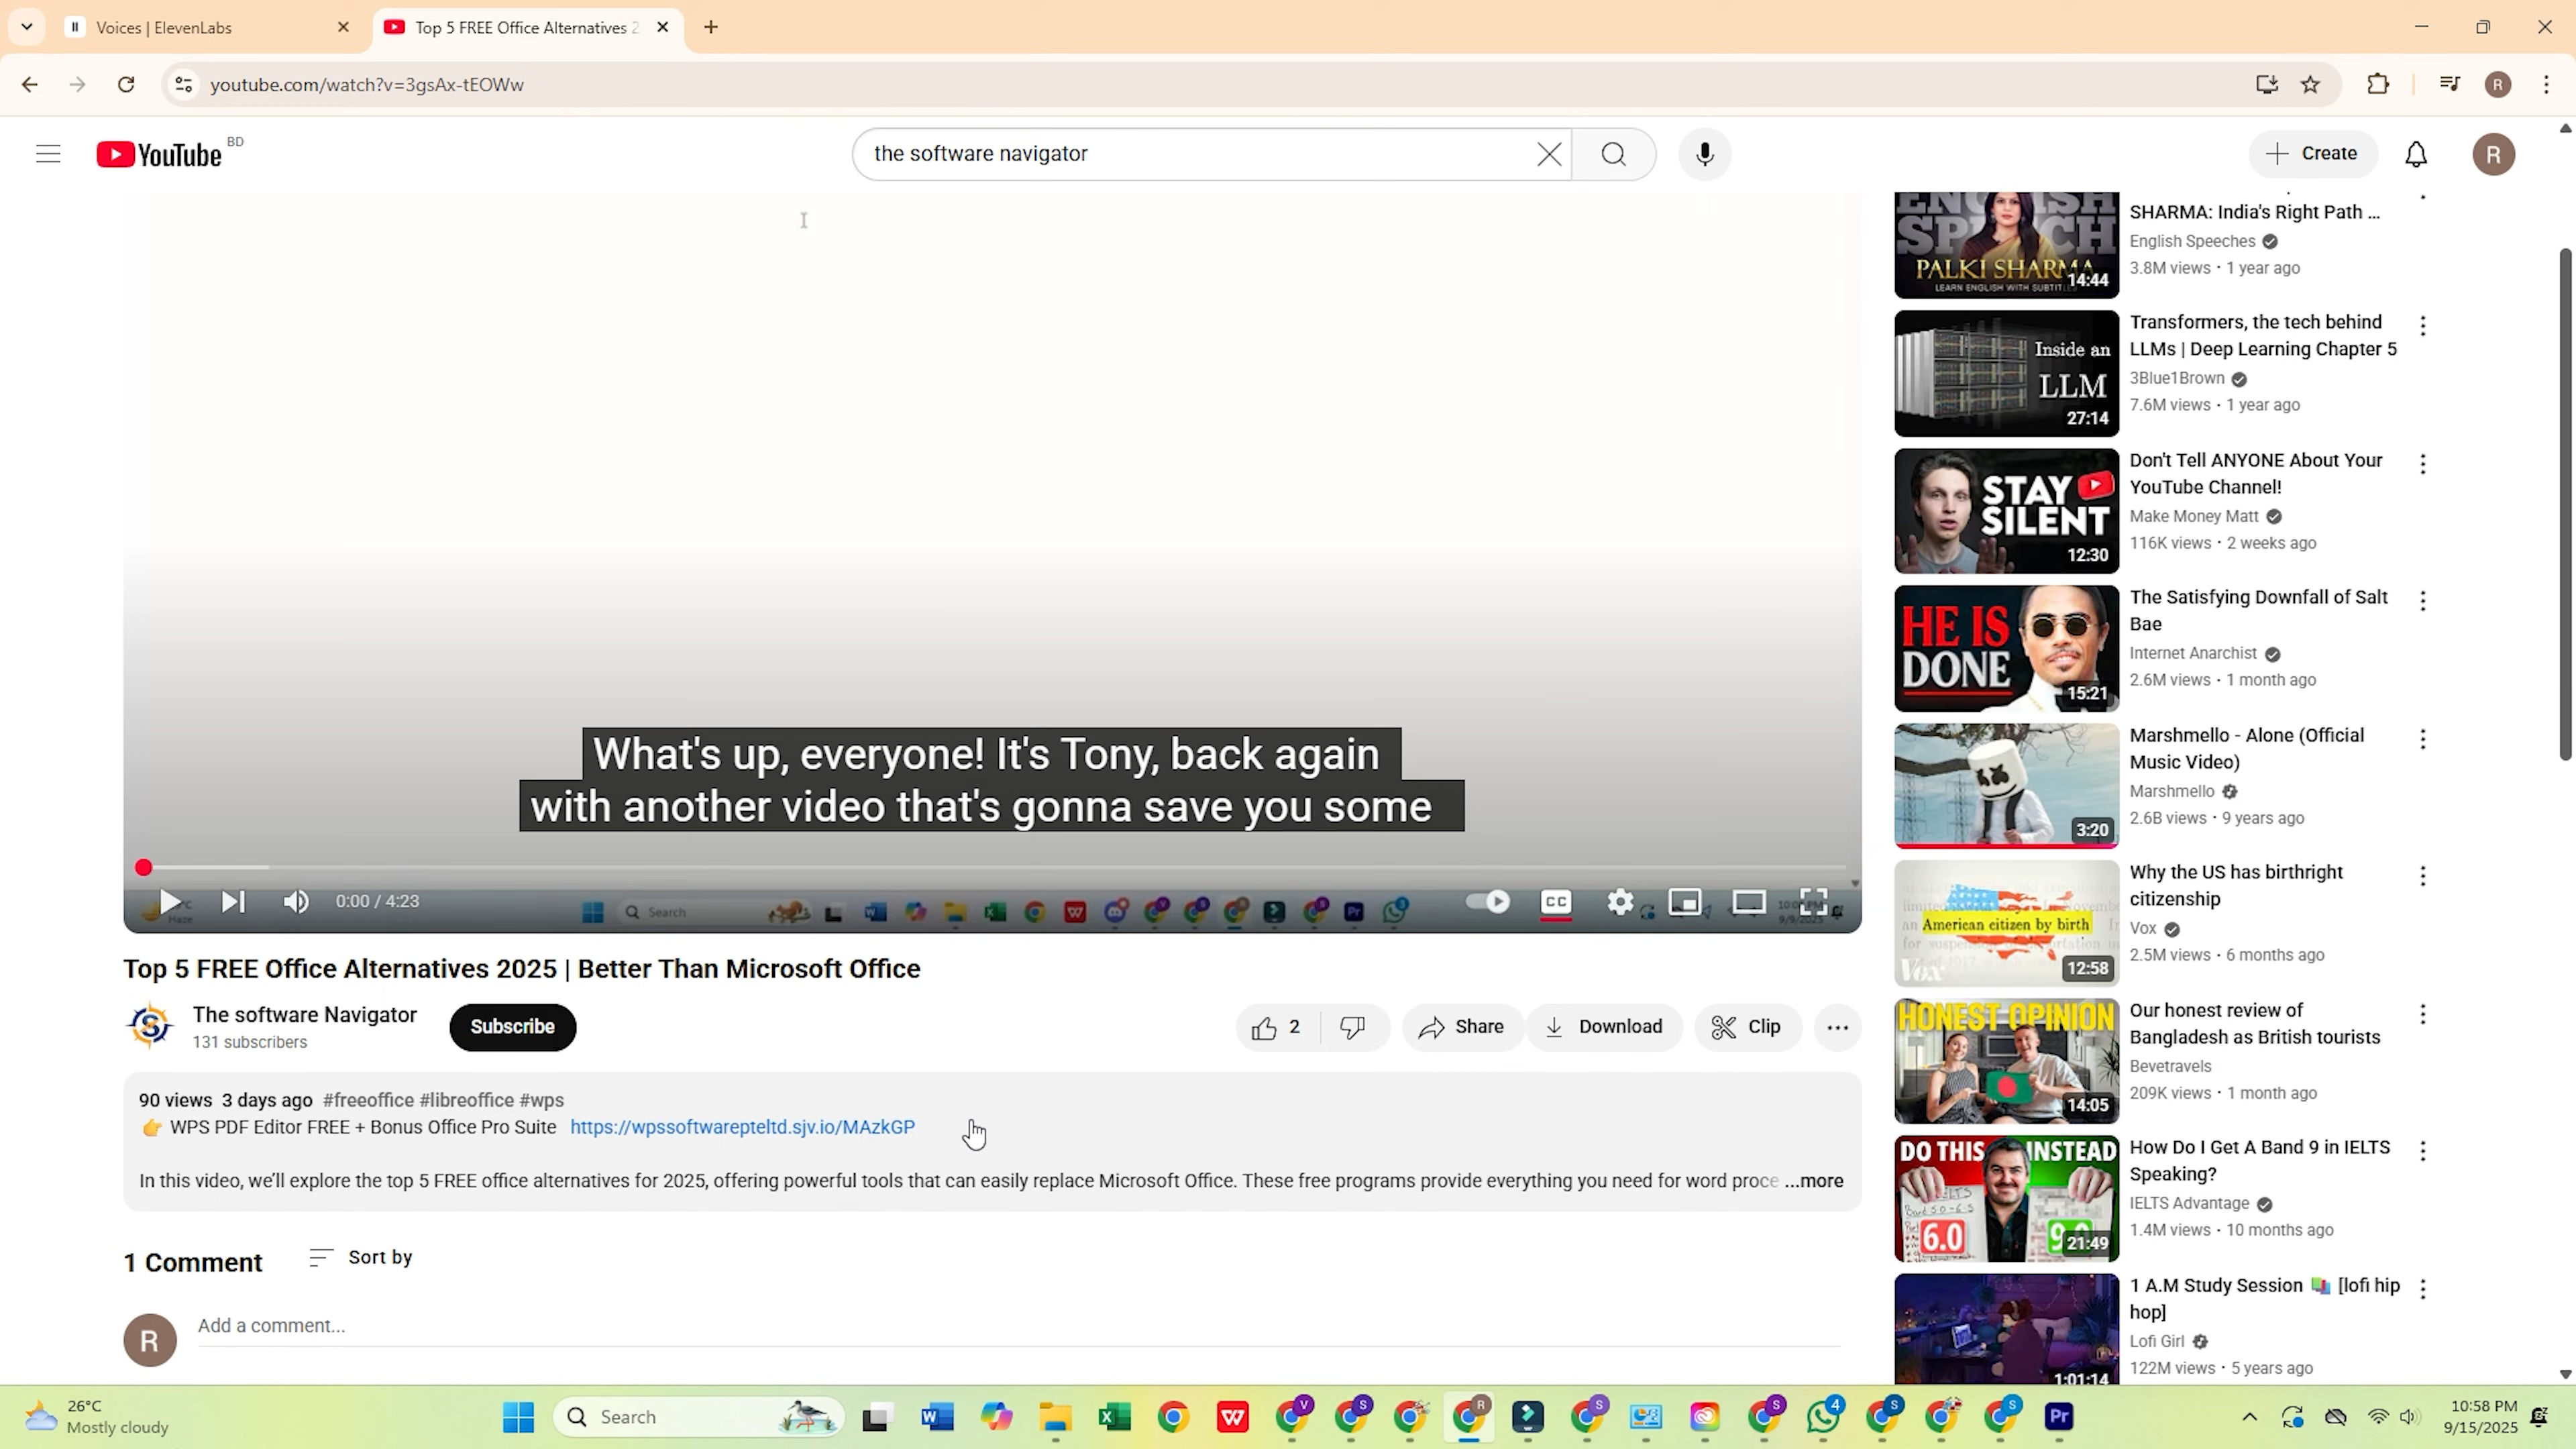 Voices | ElevenLabs
Top 5 FREE Office Alternatives 2
youtube.com/watch?v=3gsAx-tEOWw
R
YouTube BD
the software navigator
Create
R
What's up, everyone! It's Tony, back again
with another video that's gonna save you some
0:00 / 4:23
Search
CC
Top 5 FREE Office Alternatives 2025 | Better Than Microsoft Office
The software Navigator
131 subscribers
Subscribe
2
Share
Download
Clip
90 views 3 days ago #freeoffice #libreoffice #wps
👉 WPS PDF Editor FREE + Bonus Office Pro Suite https://wpssoftwarepteltd.sjv.io/MAzkGP
In this video, we'll explore the top 5 FREE office alternatives for 2025, offering powerful tools that can easily replace Microsoft Office. These free programs provide everything you need for word proce ...more
1 Comment
Sort by
R
Add a comment...
ENGLISH
SPEECH
PALKI SHARMA
LEARN ENGLISH WITH SUBTITLES
14:44
SHARMA: India's Right Path ...
English Speeches
3.8M views • 1 year ago
Inside an
LLM
27:14
Transformers, the tech behind
LLMs | Deep Learning Chapter 5
3Blue1Brown
7.6M views • 1 year ago
STAY
SILENT
12:30
Don't Tell ANYONE About Your
YouTube Channel!
Make Money Matt
116K views • 2 weeks ago
HE IS
DONE
15:21
The Satisfying Downfall of Salt
Bae
Internet Anarchist
2.6M views • 1 month ago
3:20
Marshmello - Alone (Official
Music Video)
Marshmello
2.6B views • 9 years ago
American citizen by birth
Vox
12:58
Why the US has birthright
citizenship
Vox
2.5M views • 6 months ago
HONEST OPINION
14:05
Our honest review of
Bangladesh as British tourists
Bevetravels
209K views • 1 month ago
DO THIS INSTEAD
6.0
21:49
How Do I Get A Band 9 in IELTS
Speaking?
IELTS Advantage
1.4M views • 10 months ago
1:01:14
1 A.M Study Session 📚 [lofi hip
hop]
Lofi Girl
122M views • 5 years ago
26°C
Mostly cloudy
Search
10:58 PM
9/15/2025